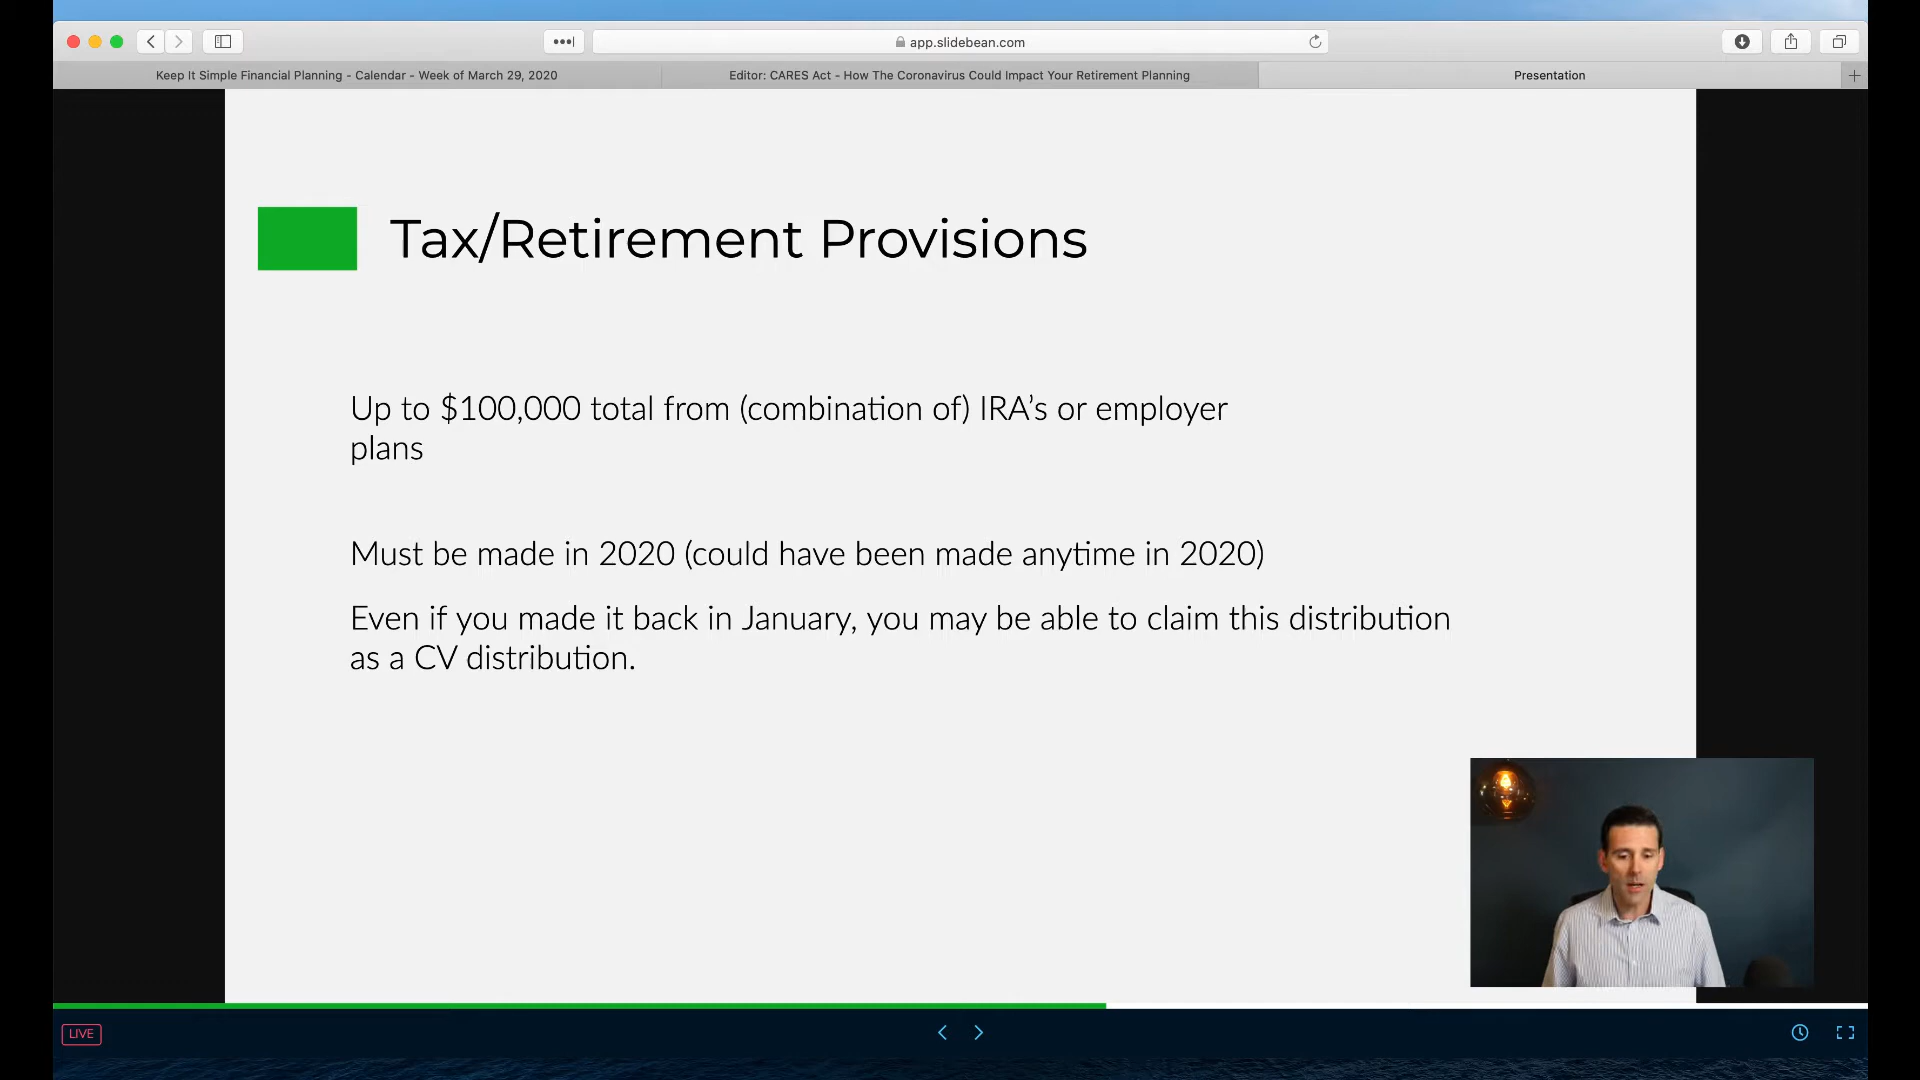 app.slidebean.com
Keep It Simple Financial Planning - Calendar - Week of March 29, 2020
Editor: CARES Act - How The Coronavirus Could Impact Your Retirement Planning
Presentation
Tax/Retirement Provisions
Up to $100,000 total from (combination of) IRA’s or employer
plans
Must be made in 2020 (could have been made anytime in 2020)
Even if you made it back in January, you may be able to claim this distribution
as a CV distribution.
LIVE